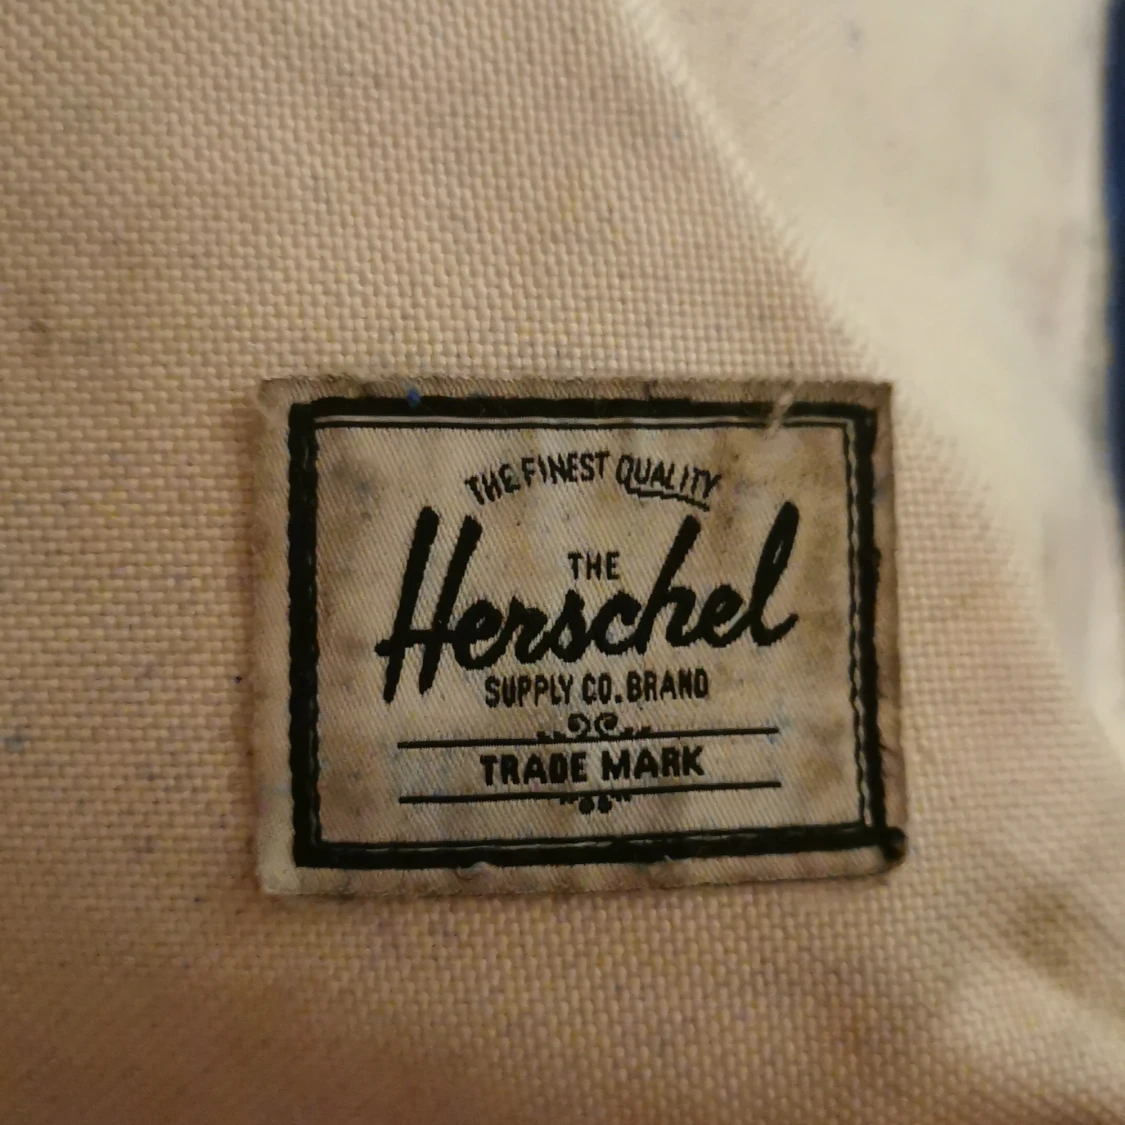 THE FINEST QUALITY
THE
Herschel
SUPPLY CO. BRAND
TRADE MARK